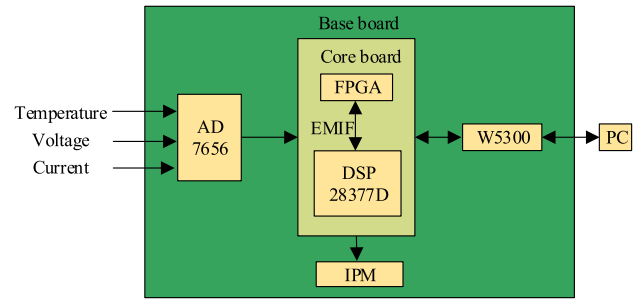 Base board
Core board
FPGA
Temperature
Voltage
Current
AD
7656
EMIF
DSP
28377D
W5300
PC
IPM